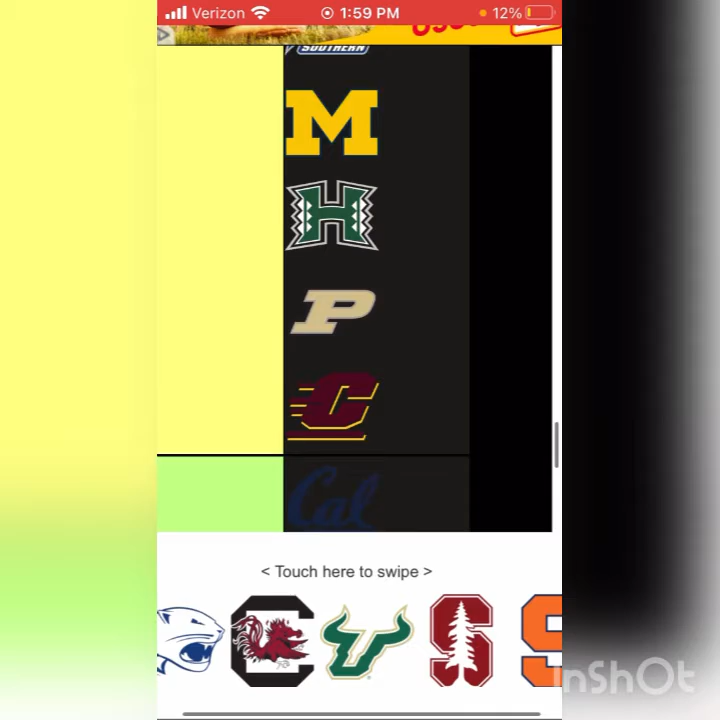 Verizon 1:59 PM 12%
SOUTHERN
M
H
P
C
Cal
< Touch here to swipe >
C
U
S
S
InShOt